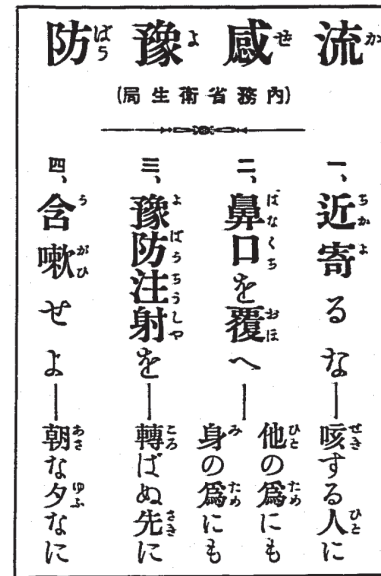 流感豫防
(内務省衛生局)
一、近寄るな―咳する人に
二、鼻口を覆へ―他の爲にも
身の爲にも
三、豫防注射を―轉ばぬ先に
四、含嗽せよ―朝な夕なに